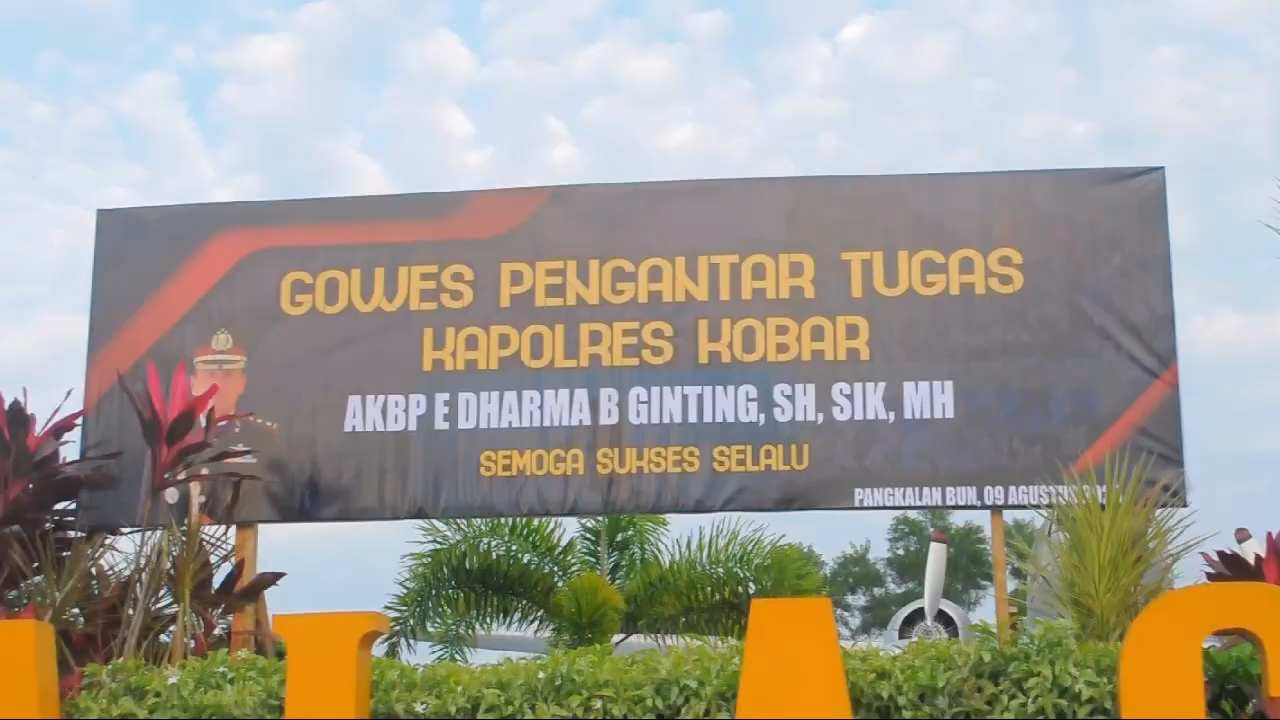 GOWES PENGANTAR TUGAS
KAPOLRES KOBAR
AKBP E DHARMA B GINTING, SH, SIK, MH
SEMOGA SUKSES SELALU
PANGKALAN BUN, 09 AGUSTUS